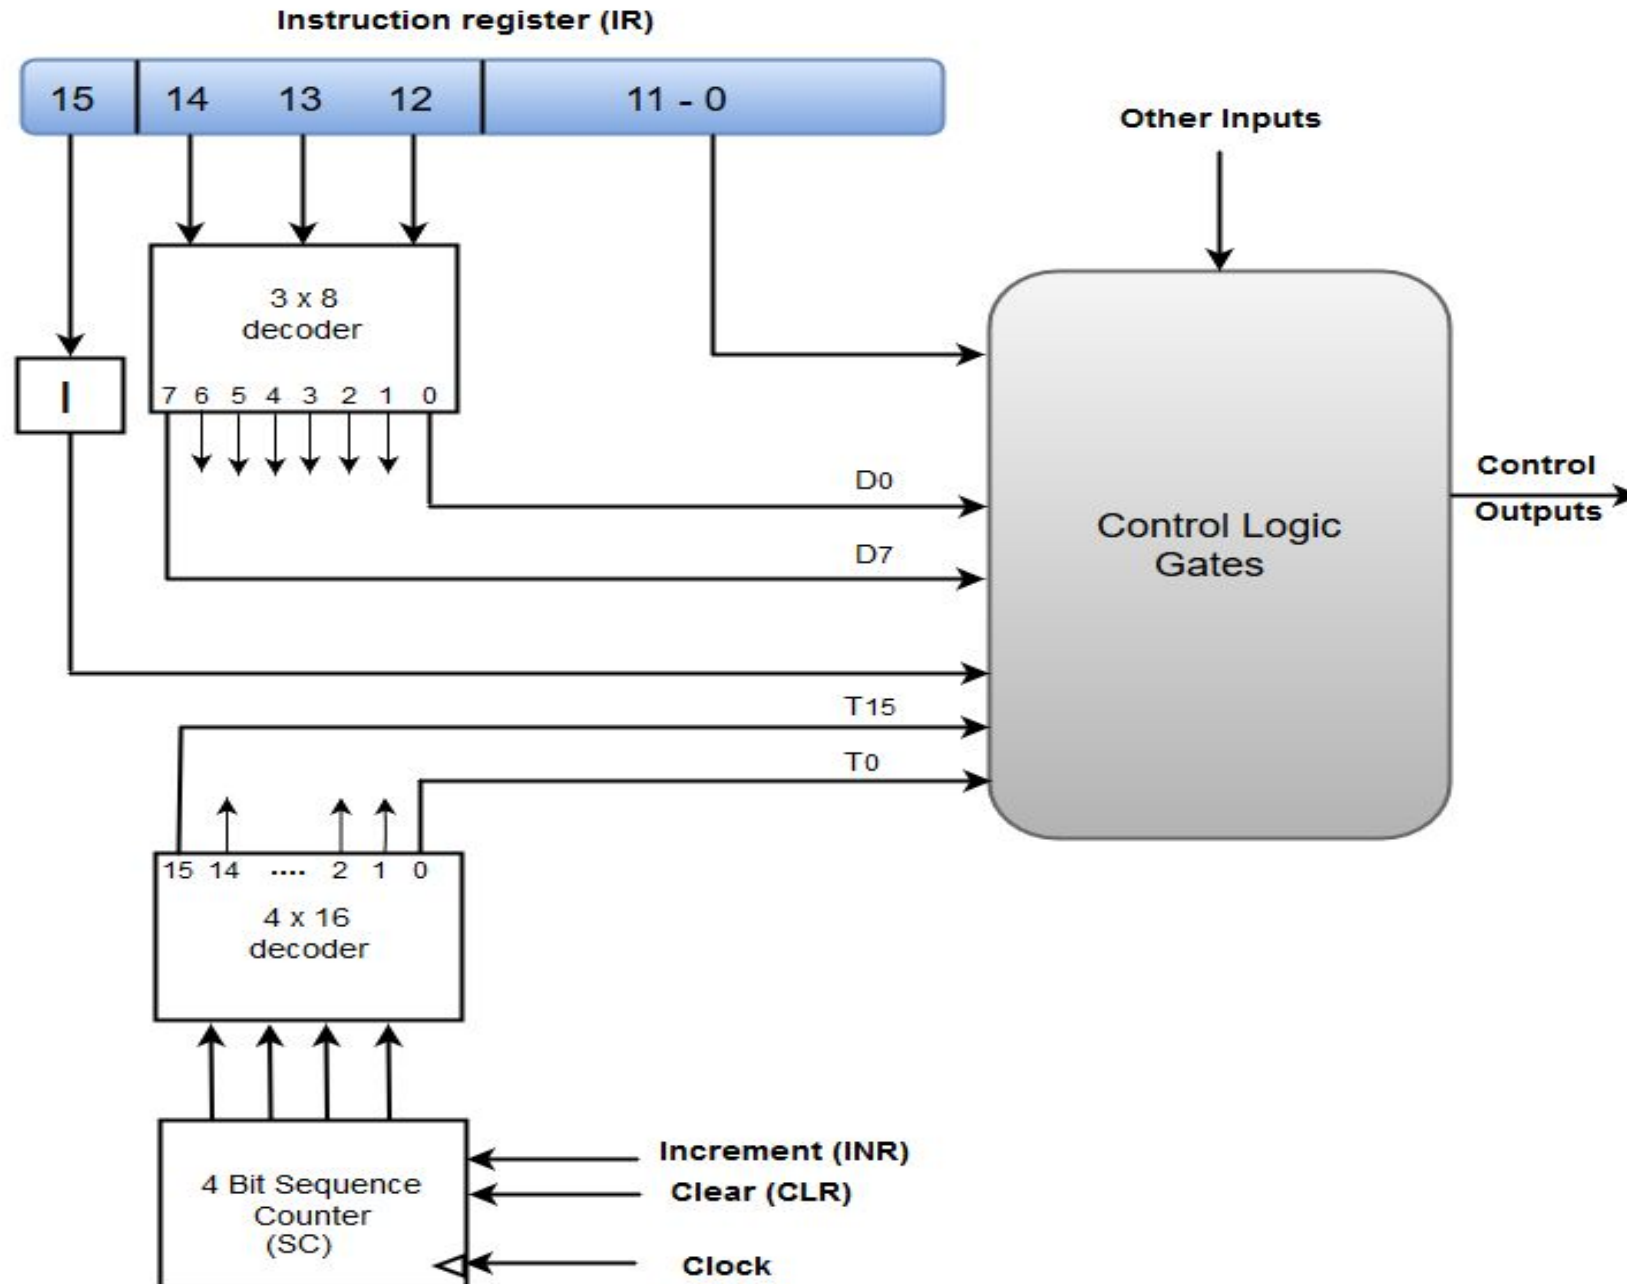 Instruction register (IR)
15 14 13 12 11 - 0
Other Inputs
3 x 8
decoder
7 6 5 4 3 2 1 0
I
D0
D7
Control
Outputs
Control Logic
Gates
T15
T0
15 14 .... 2 1 0
4 x 16
decoder
4 Bit Sequence
Counter
(SC)
Increment (INR)
Clear (CLR)
Clock